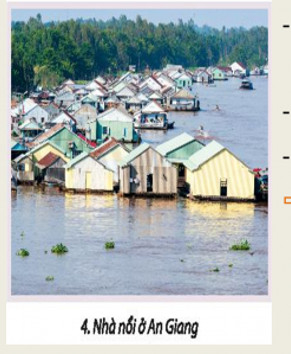 4. Nhà nổi ở An Giang